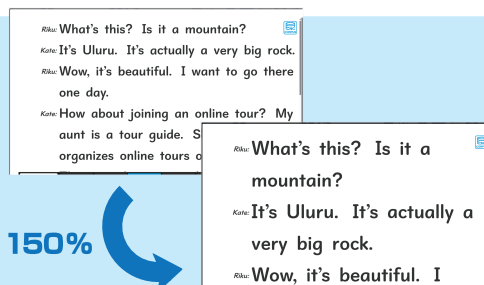 Riku: What's this? Is it a mountain?
Kate: It's Uluru. It's actually a very big rock.
Riku: Wow, it's beautiful. I want to go there
one day.
Kate: How about joining an online tour? My
aunt is a tour guide. S
organizes online tours o
150%
Riku: What's this? Is it a
mountain?
Kate: It's Uluru. It's actually a
very big rock.
Riku: Wow, it's beautiful. I